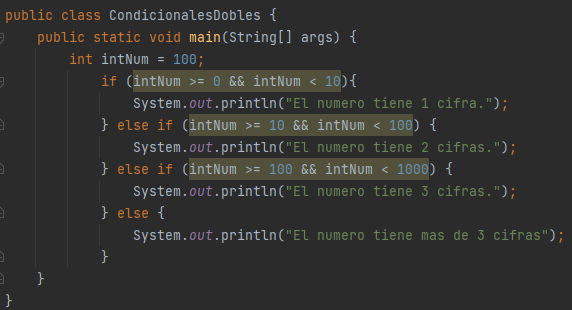 public class CondicionalesDobles {
    public static void main(String[] args) {
        int intNum = 100;
            if (intNum >= 0 && intNum < 10){
                System.out.println("El numero tiene 1 cifra.");
            } else if (intNum >= 10 && intNum < 100) {
                System.out.println("El numero tiene 2 cifras.");
            } else if (intNum >= 100 && intNum < 1000) {
                System.out.println("El numero tiene 3 cifras.");
            } else {
                System.out.println("El numero tiene mas de 3 cifras");
            }
    }
}